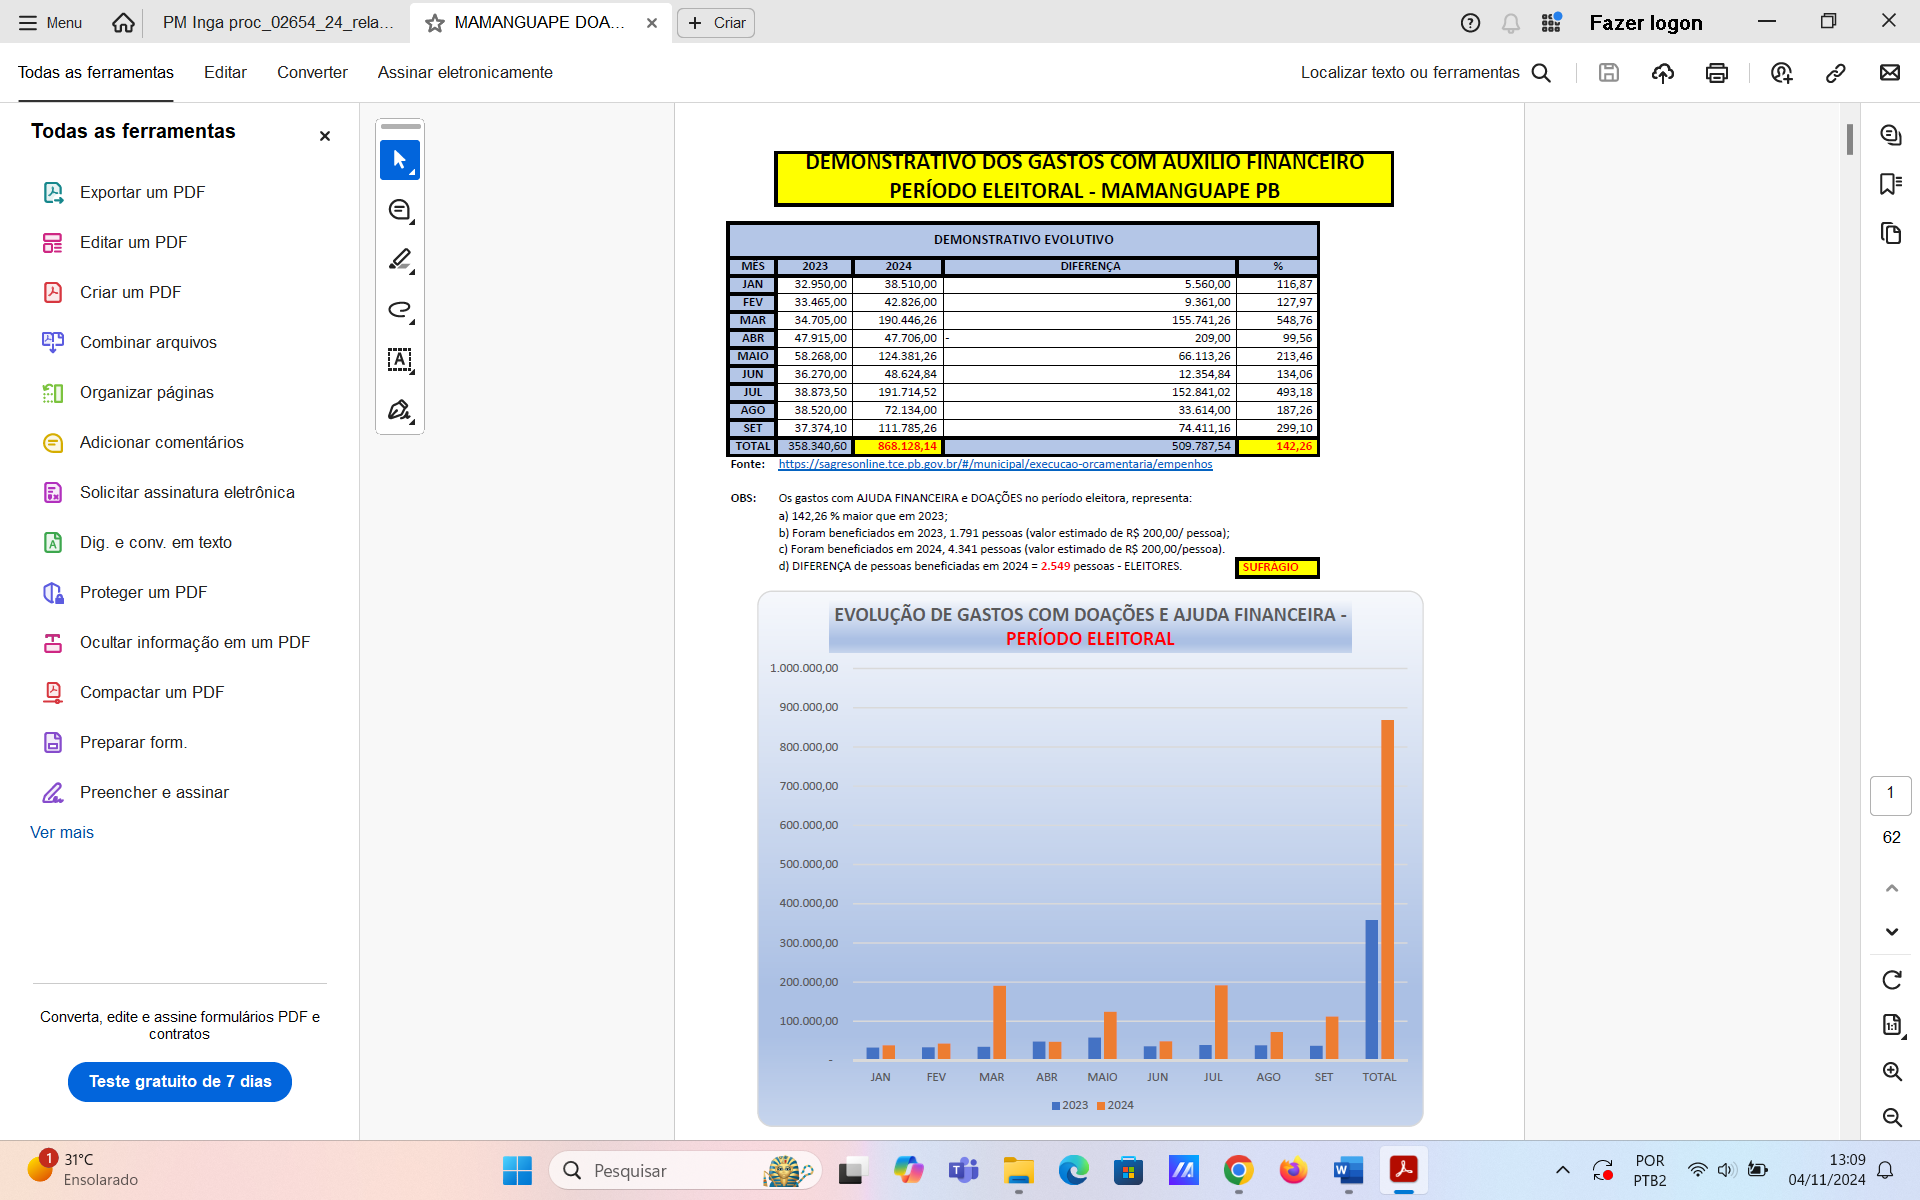 Menu
PM Inga proc_02654_24_rela...
MAMANGUAPE DOA...
Criar
Fazer logon
Todas as ferramentas
Editar
Converter
Assinar eletronicamente
Localizar texto ou ferramentas
Todas as ferramentas
Exportar um PDF
Editar um PDF
Criar um PDF
Combinar arquivos
Organizar páginas
Adicionar comentários
Solicitar assinatura eletrônica
Dig. e conv. em texto
Proteger um PDF
Ocultar informação em um PDF
Compactar um PDF
Preparar form.
Preencher e assinar
Ver mais
Converta, edite e assine formulários PDF e
contratos
Teste gratuito de 7 dias
DEMONSTRATIVO DOS GASTOS COM AUXILIO FINANCEIRO
PERÍODO ELEITORAL - MAMANGUAPE PB
DEMONSTRATIVO EVOLUTIVO
MÊS 2023 2024 DIFERENÇA %
JAN 32.950,00 38.510,00 5.560,00 116,87
FEV 33.465,00 42.826,00 9.361,00 127,97
MAR 34.705,00 190.446,26 155.741,26 548,76
ABR 47.915,00 47.706,00 - 209,00 99,56
MAIO 58.268,00 124.381,26 66.113,26 213,46
JUN 36.270,00 48.624,84 12.354,84 134,06
JUL 38.873,50 191.714,52 152.841,02 493,18
AGO 38.520,00 72.134,00 33.614,00 187,26
SET 37.374,10 111.785,26 74.411,16 299,10
TOTAL 358.340,60 868.128,14 509.787,54 142,26
Fonte: https://sagresonline.tce.pb.gov.br/#/municipal/execucao-orcamentaria/empenhos
OBS: Os gastos com AJUDA FINANCEIRA e DOAÇÕES no período eleitora, representa:
a) 142,26 % maior que em 2023;
b) Foram beneficiados em 2023, 1.791 pessoas (valor estimado de R$ 200,00/ pessoa);
c) Foram beneficiados em 2024, 4.341 pessoas (valor estimado de R$ 200,00/pessoa).
d) DIFERENÇA de pessoas beneficiadas em 2024 = 2.549 pessoas - ELEITORES. SUFRÁGIO
EVOLUÇÃO DE GASTOS COM DOAÇÕES E AJUDA FINANCEIRA -
PERÍODO ELEITORAL
1.000.000,00
900.000,00
800.000,00
700.000,00
600.000,00
500.000,00
400.000,00
300.000,00
200.000,00
100.000,00
-
JAN FEV MAR ABR MAIO JUN JUL AGO SET TOTAL
2023 2024
1
62
1
31°C
Ensolarado
Pesquisar
POR
PTB2
13:09
04/11/2024